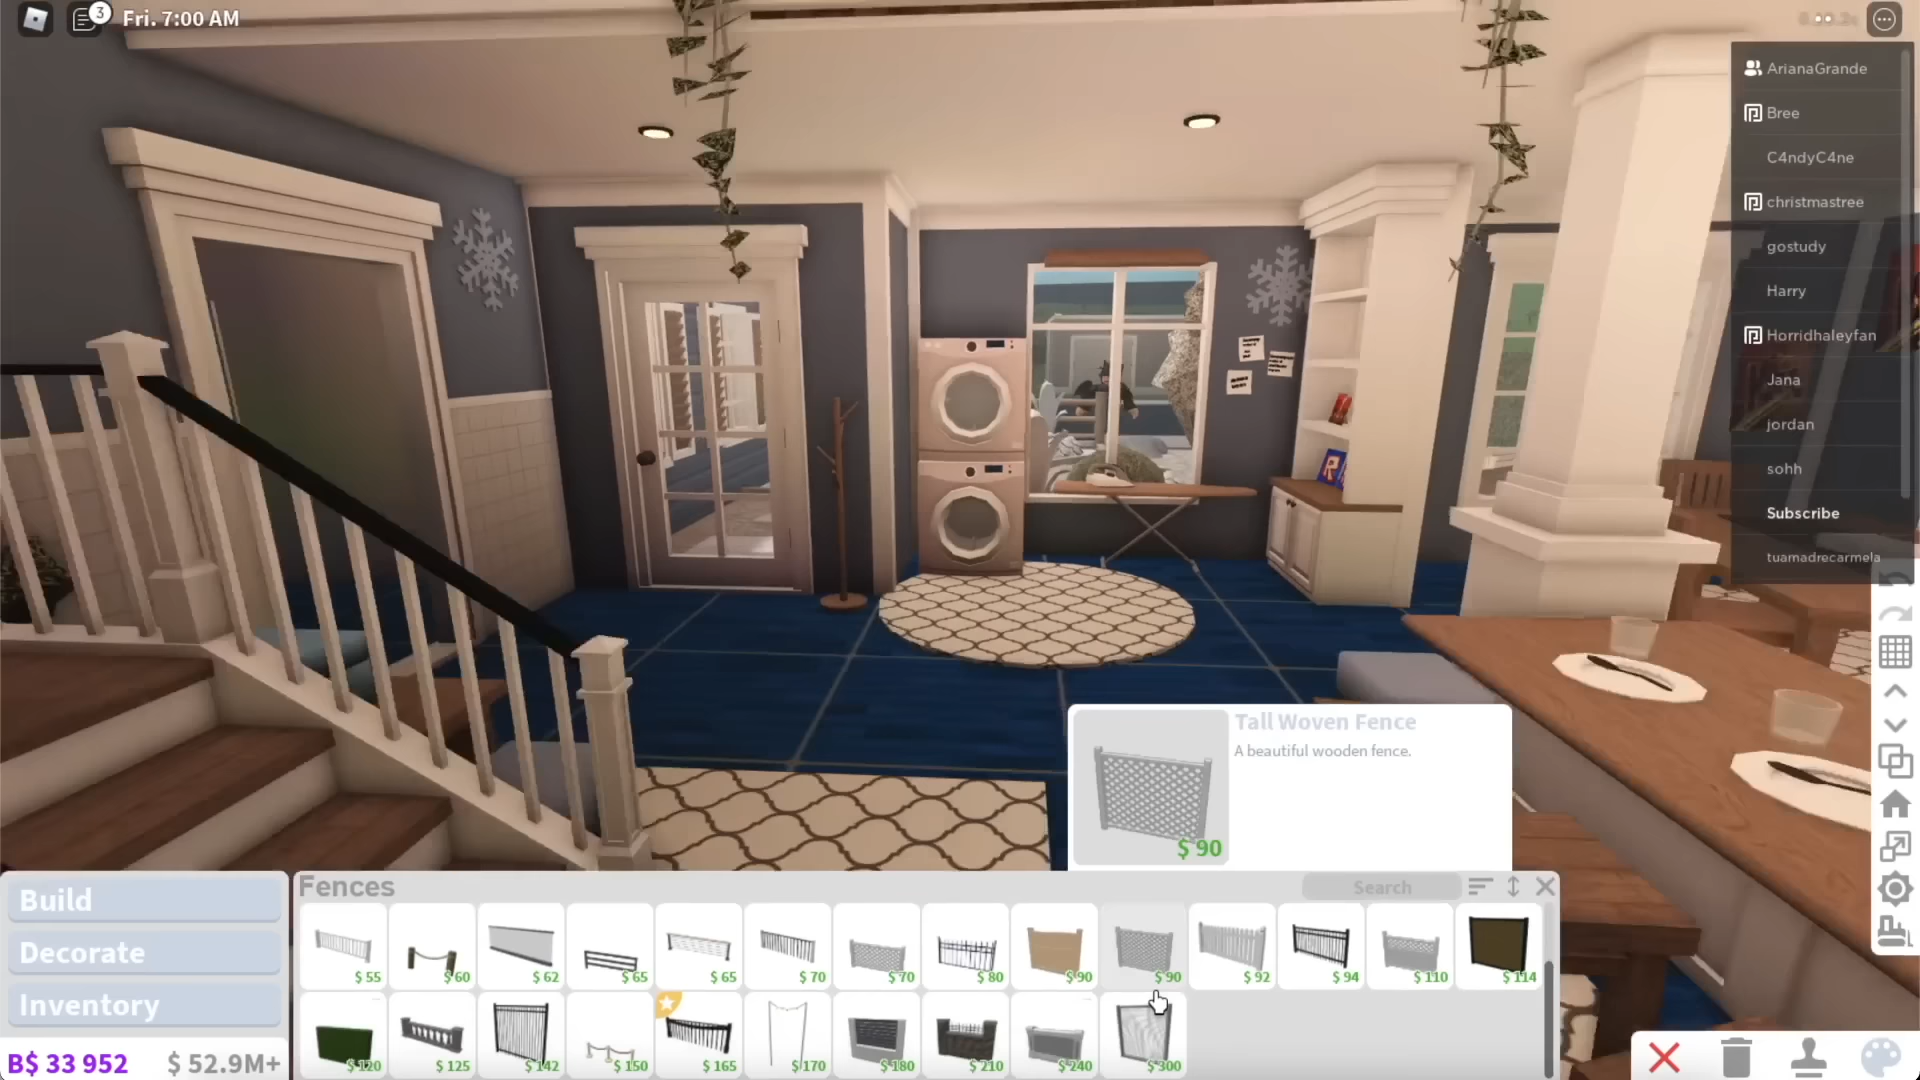 3
Fri. 7:00 AM
ArianaGrande
Bree
C4ndyC4ne
christmastree
gostudy
Harry
Horridhaleyfan
Jana
jordan
sohh
Subscribe
tuamadrecarmela
Tall Woven Fence
A beautiful wooden fence.
$ 90
Build
Decorate
Inventory
B$ 33 952
$ 52.9M+
Fences
Search
$ 55
$ 60
$ 62
$ 65
$ 65
$ 70
$ 70
$ 80
$ 90
$ 90
$ 92
$ 94
$ 110
$ 114
$ 120
$ 125
$ 142
$ 150
$ 165
$ 170
$ 180
$ 210
$ 240
$ 300